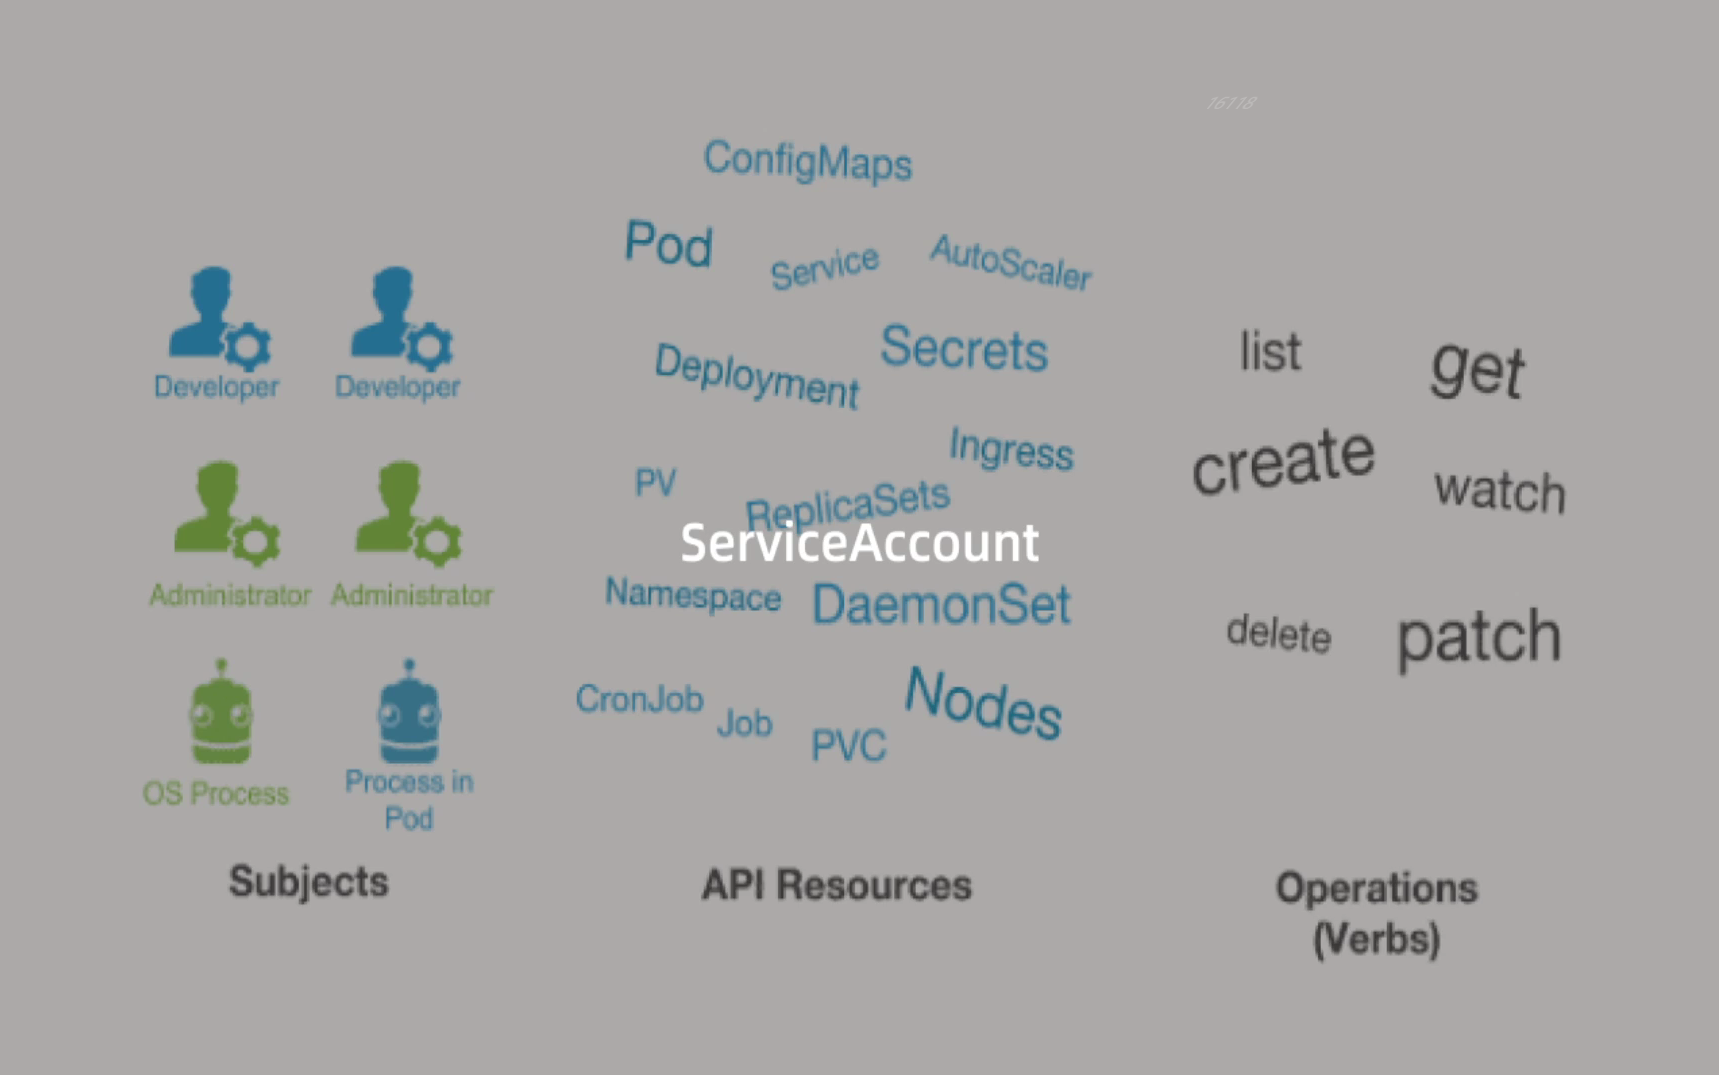 16118
ConfigMaps
Pod
Service
AutoScaler
Secrets
Deployment
Ingress
PV
ReplicaSets
ServiceAccount
Namespace
DaemonSet
CronJob
Job
PVC
Nodes
Developer
Developer
Administrator
Administrator
OS Process
Process in
Pod
list
get
create
watch
delete
patch
Subjects
API Resources
Operations
(Verbs)